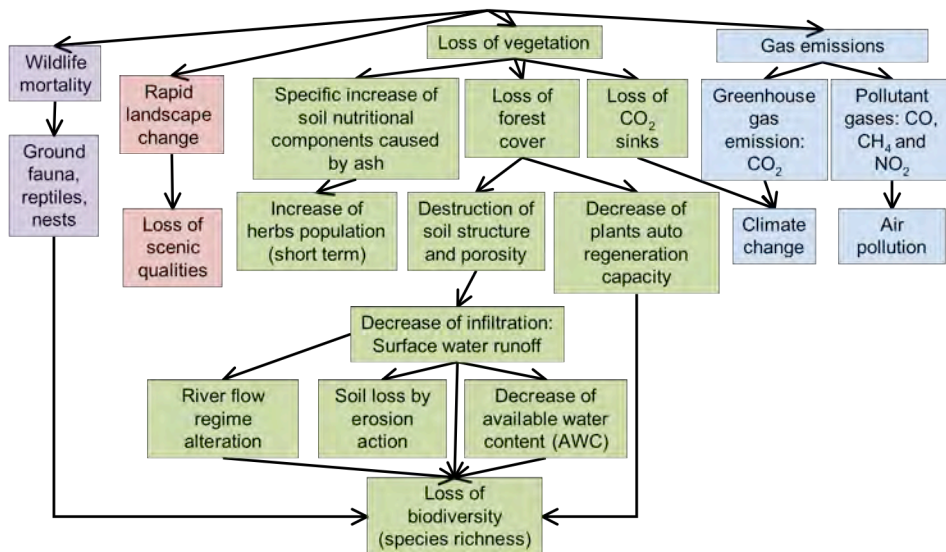 Loss of vegetation
Gas emissions
Wildlife
mortality
Rapid
landscape
change
Specific increase of
soil nutritional
components caused
by ash
Loss of
forest
cover
Loss of
CO₂
sinks
Greenhouse
gas
emission:
CO₂
Pollutant
gases: CO,
CH₄ and
NO₂
Ground
fauna,
reptiles,
nests
Loss of
scenic
qualities
Increase of
herbs population
(short term)
Destruction of
soil structure
and porosity
Decrease of
plants auto
regeneration
capacity
Climate
change
Air
pollution
Decrease of infiltration:
Surface water runoff
River flow
regime
alteration
Soil loss by
erosion
action
Decrease of
available water
content (AWC)
Loss of
biodiversity
(species richness)